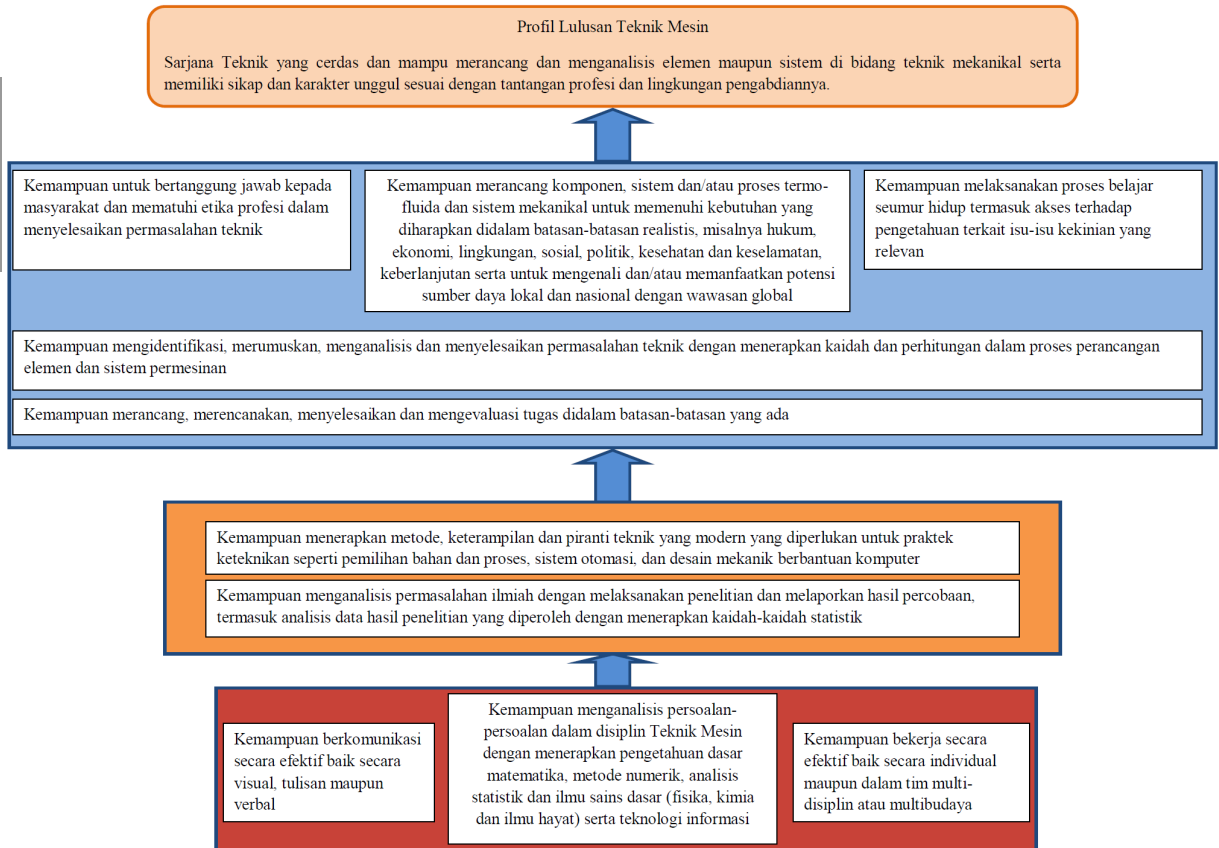 Profil Lulusan Teknik Mesin
Sarjana Teknik yang cerdas dan mampu merancang dan menganalisis elemen maupun sistem di bidang teknik mekanikal serta
memiliki sikap dan karakter unggul sesuai dengan tantangan profesi dan lingkungan pengabdiannya.
Kemampuan untuk bertanggung jawab kepada
masyarakat dan mematuhi etika profesi dalam
menyelesaikan permasalahan teknik
Kemampuan merancang komponen, sistem dan/atau proses termo-
fluida dan sistem mekanikal untuk memenuhi kebutuhan yang
diharapkan didalam batasan-batasan realistis, misalnya hukum,
ekonomi, lingkungan, sosial, politik, kesehatan dan keselamatan,
keberlanjutan serta untuk mengenali dan/atau memanfaatkan potensi
sumber daya lokal dan nasional dengan wawasan global
Kemampuan melaksanakan proses belajar
seumur hidup termasuk akses terhadap
pengetahuan terkait isu-isu kekinian yang
relevan
Kemampuan mengidentifikasi, merumuskan, menganalisis dan menyelesaikan permasalahan teknik dengan menerapkan kaidah dan perhitungan dalam proses perancangan
elemen dan sistem permesinan
Kemampuan merancang, merencanakan, menyelesaikan dan mengevaluasi tugas didalam batasan-batasan yang ada
Kemampuan menerapkan metode, keterampilan dan piranti teknik yang modern yang diperlukan untuk praktek
keteknikan seperti pemilihan bahan dan proses, sistem otomasi, dan desain mekanik berbantuan komputer
Kemampuan menganalisis permasalahan ilmiah dengan melaksanakan penelitian dan melaporkan hasil percobaan,
termasuk analisis data hasil penelitian yang diperoleh dengan menerapkan kaidah-kaidah statistik
Kemampuan berkomunikasi
secara efektif baik secara
visual, tulisan maupun
verbal
Kemampuan menganalisis persoalan-
persoalan dalam disiplin Teknik Mesin
dengan menerapkan pengetahuan dasar
matematika, metode numerik, analisis
statistik dan ilmu sains dasar (fisika, kimia
dan ilmu hayat) serta teknologi informasi
Kemampuan bekerja secara
efektif baik secara individual
maupun dalam tim multi-
disiplin atau multibudaya